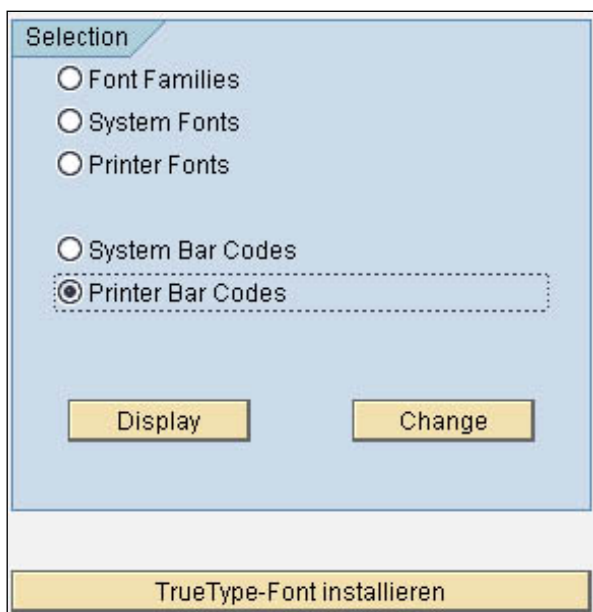 Selection
Font Families
System Fonts
Printer Fonts
System Bar Codes
Printer Bar Codes
Display Change
TrueType-Font installieren